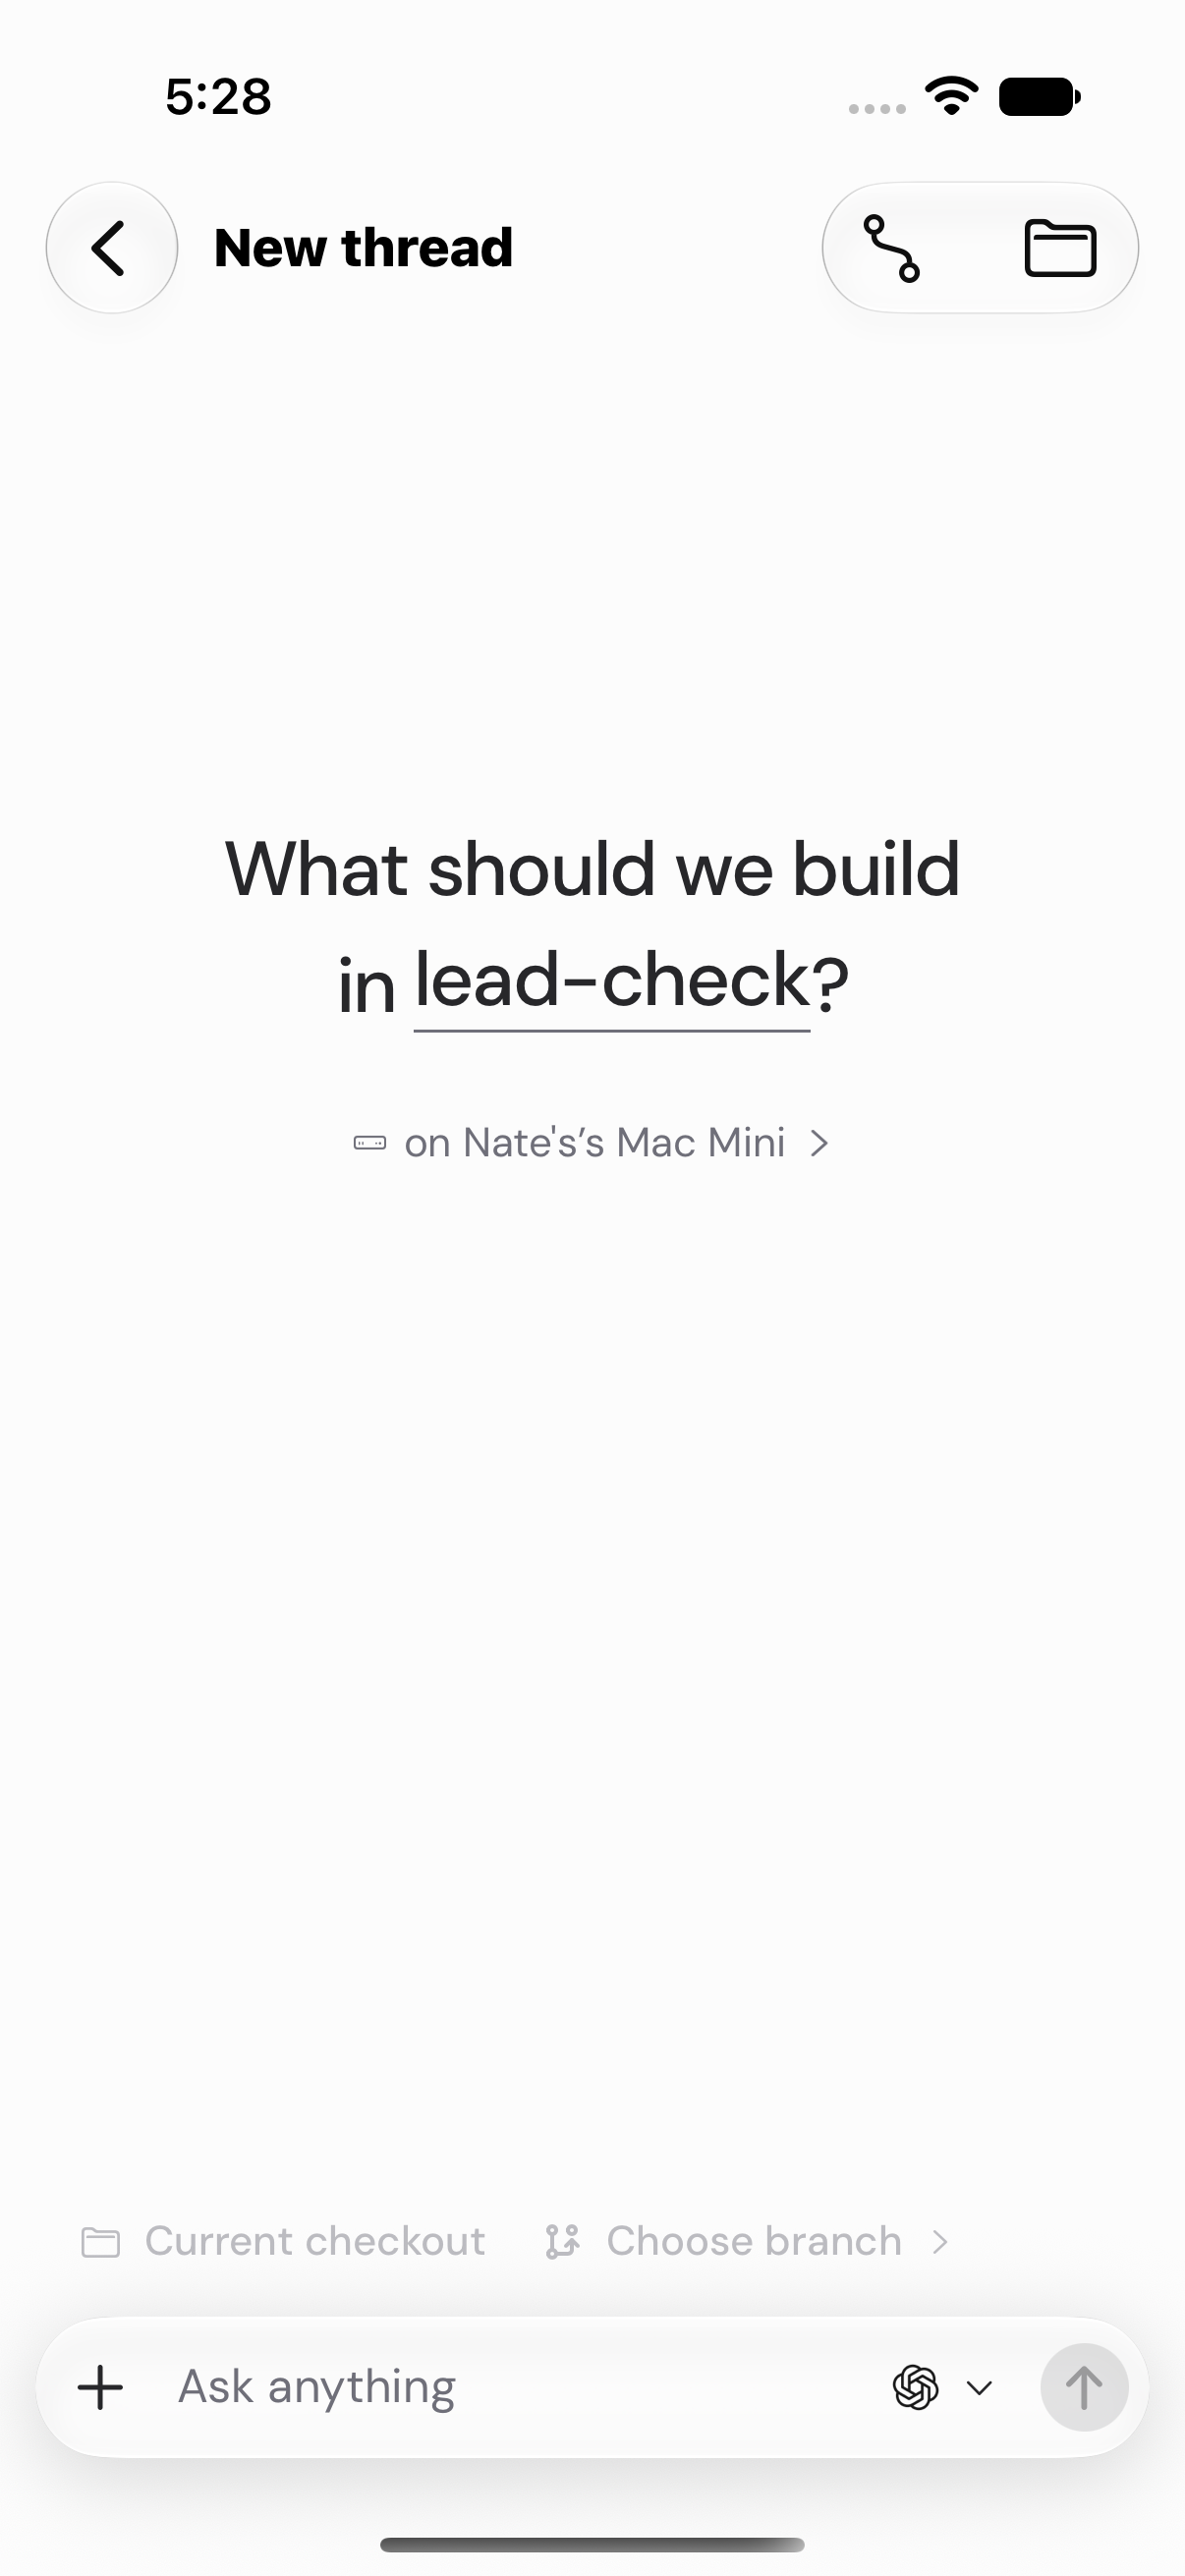 5:28
New thread
What should we build
in lead-check?
on Nate's’s Mac Mini
Current checkout Choose branch
Ask anything